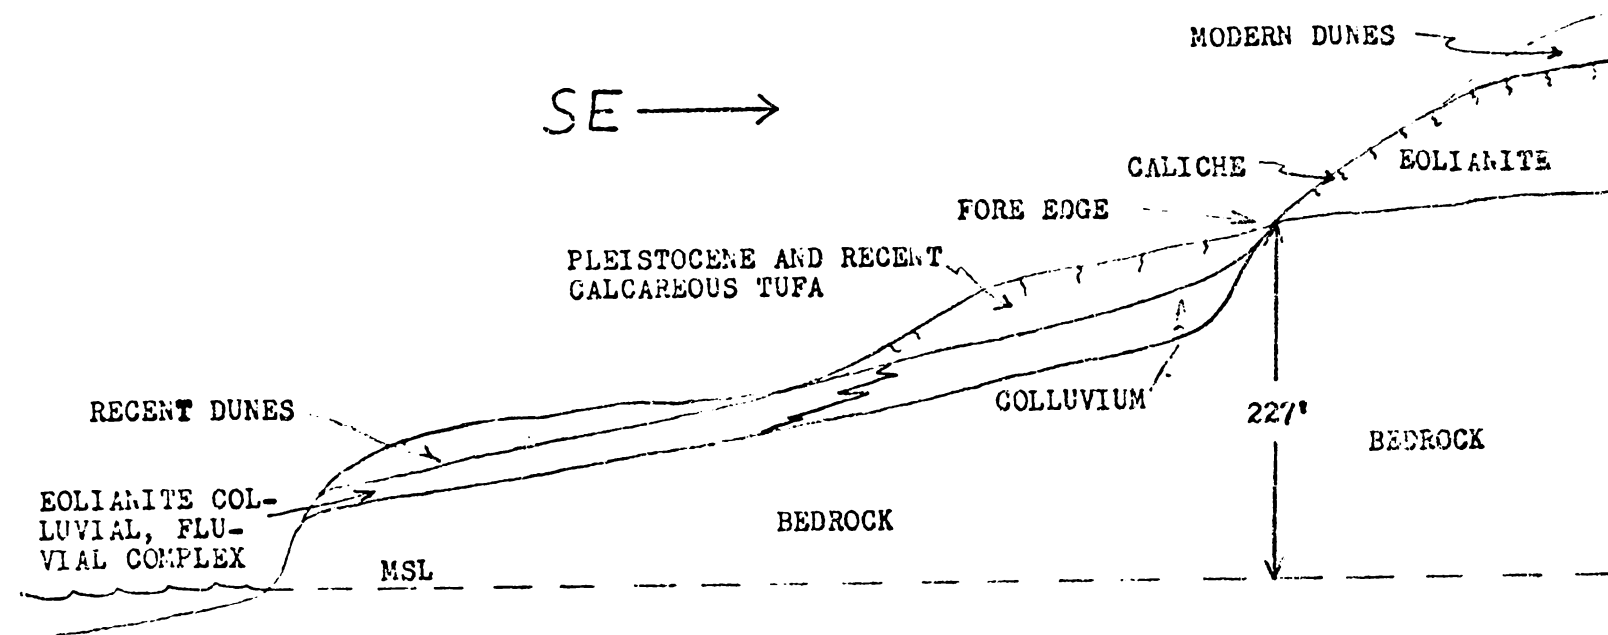 MODERN DUNES
SE
CALICHE
EOLIANITE
FORE EDGE
PLEISTOCENE AND RECENT
CALCAREOUS TUFA
COLLUVIUM
227'
RECENT DUNES
BEDROCK
EOLIANITE COL-
LUVIAL, FLU-
VIAL COMPLEX
BEDROCK
MSL